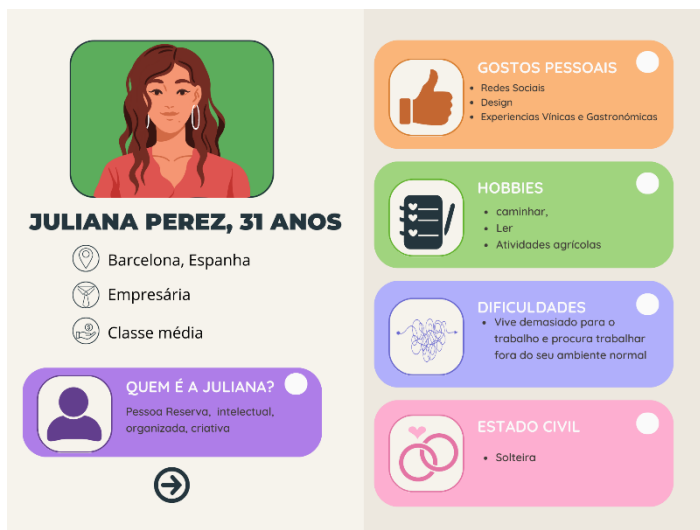 JULIANA PEREZ, 31 ANOS
Barcelona, Espanha
Empresária
Classe média
QUEM É A JULIANA?
Pessoa Reserva, intelectual,
organizada, criativa
GOSTOS PESSOAIS
• Redes Sociais
• Design
• Experiencias Vínicas e Gastronómicas
HOBBIES
• caminhar,
• Ler
• Atividades agrícolas
DIFICULDADES
• Vive demasiado para o
trabalho e procura trabalhar
fora do seu ambiente normal
ESTADO CIVIL
• Solteira